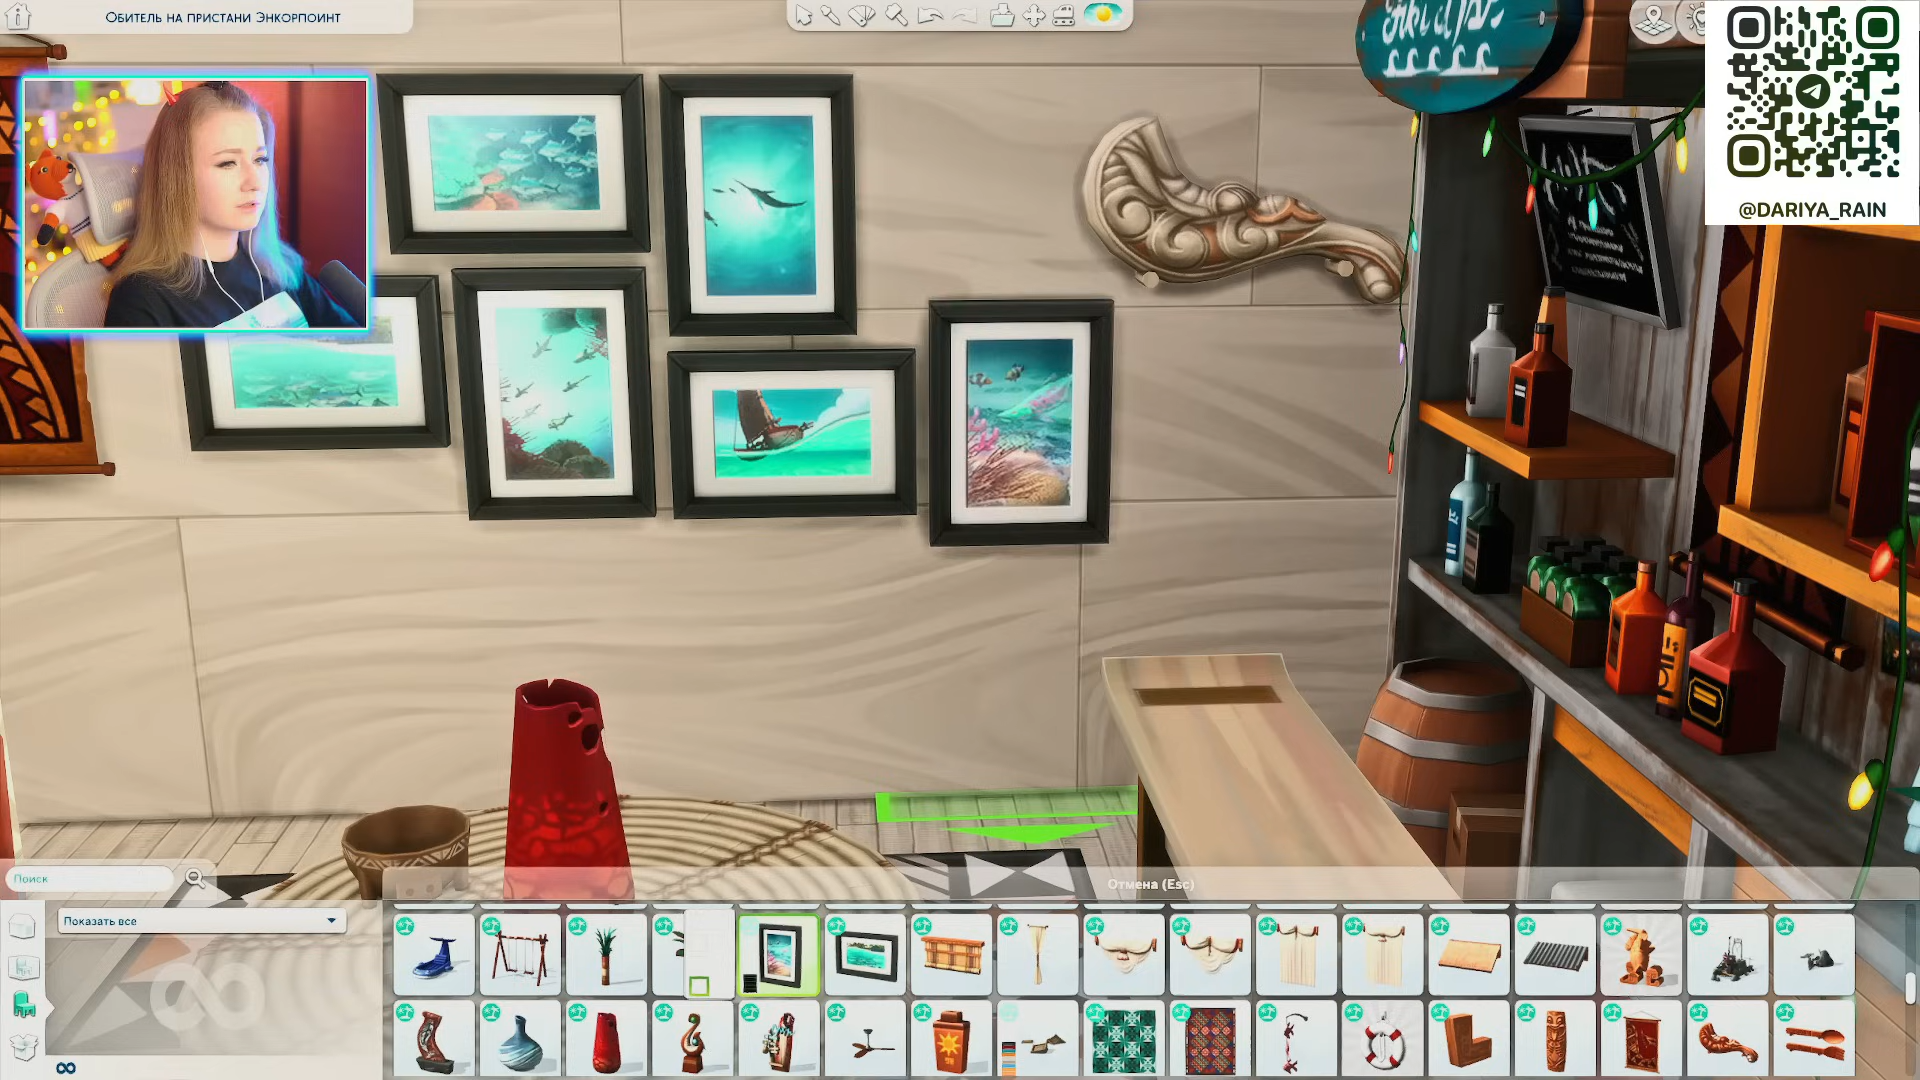 Обитель на пристани Энкорпоинт
@DARIYA_RAIN
Отмена (Esc)
Поиск
Показать все